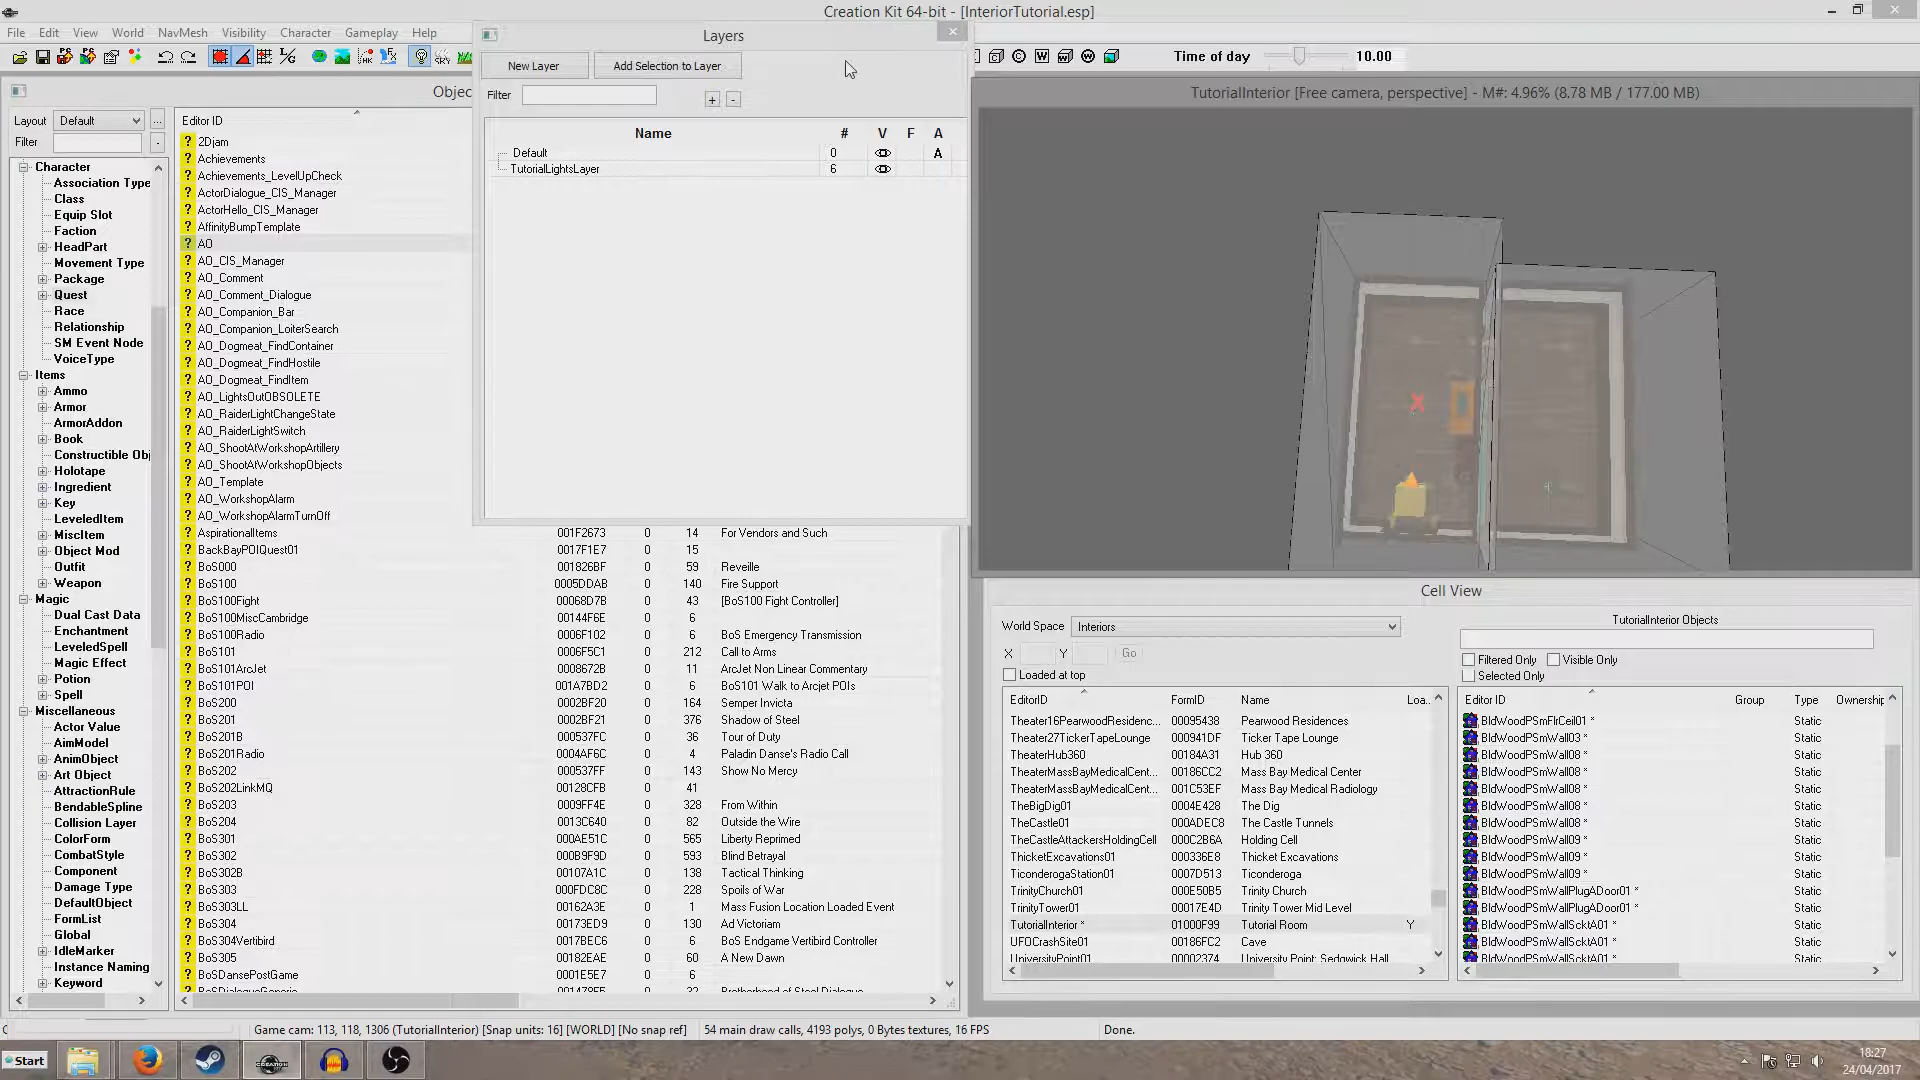 Creation Kit 64-bit - [InteriorTutorial.esp]
File Edit View World NavMesh Visibility Character Gameplay Help
Time of day 10.00
Layers
New Layer Add Selection to Layer
Filter + -
Name # V F A
Default 0 A
TutorialLightsLayer 6
Objec
Layout Default ...
Filter -
Character
Association Type
Class
Equip Slot
Faction
HeadPart
Movement Type
Package
Quest
Race
Relationship
SM Event Node
VoiceType
Items
Ammo
Armor
ArmorAddon
Book
Constructible Obj
Holotape
Ingredient
Key
LeveledItem
MiscItem
Object Mod
Outfit
Weapon
Magic
Dual Cast Data
Enchantment
LeveledSpell
Magic Effect
Potion
Spell
Miscellaneous
Actor Value
AimModel
AnimObject
Art Object
AttractionRule
BendableSpline
Collision Layer
ColorForm
CombatStyle
Component
Damage Type
DefaultObject
FormList
Global
IdleMarker
Instance Naming
Keyword
Editor ID
2Djam
Achievements
Achievements_LevelUpCheck
ActorDialogue_CIS_Manager
ActorHello_CIS_Manager
AffinityBumpTemplate
AO
AO_CIS_Manager
AO_Comment
AO_Comment_Dialogue
AO_Companion_Bar
AO_Companion_LoiterSearch
AO_Dogmeat_FindContainer
AO_Dogmeat_FindHostile
AO_Dogmeat_FindItem
AO_LightsOutOBSOLETE
AO_RaiderLightChangeState
AO_RaiderLightSwitch
AO_ShootAtWorkshopArtillery
AO_ShootAtWorkshopObjects
AO_Template
AO_WorkshopAlarm
AO_WorkshopAlarmTurnOff
AspirationalItems 001F2673 0 14 For Vendors and Such
BackBayPOIQuest01 0017F1E7 0 15
BoS000 001826BF 0 59 Reveille
BoS100 0005DDAB 0 140 Fire Support
BoS100Fight 00068D7B 0 43 [BoS100 Fight Controller]
BoS100MiscCambridge 00144F6E 0 6
BoS100Radio 0006F102 0 6 BoS Emergency Transmission
BoS101 0006F5C1 0 212 Call to Arms
BoS101ArcJet 0008672B 0 11 ArcJet Non Linear Commentary
BoS101POI 001A7BD2 0 6 BoS101 Walk to Arcjet POIs
BoS200 0002BF20 0 164 Semper Invicta
BoS201 0002BF21 0 376 Shadow of Steel
BoS201B 000537FC 0 36 Tour of Duty
BoS201Radio 0004AF6C 0 4 Paladin Danse's Radio Call
BoS202 000537FF 0 143 Show No Mercy
BoS202LinkMQ 00128CFB 0 41
BoS203 0009FF4E 0 328 From Within
BoS204 0013C640 0 82 Outside the Wire
BoS301 000AE51C 0 565 Liberty Reprimed
BoS302 000B9F9D 0 593 Blind Betrayal
BoS302B 00107A1C 0 138 Tactical Thinking
BoS303 000FDC8C 0 228 Spoils of War
BoS303LL 00162A3E 0 1 Mass Fusion Location Loaded Event
BoS304 00173ED9 0 130 Ad Victoriam
BoS304Vertibird 0017BEC6 0 6 BoS Endgame Vertibird Controller
BoS305 00182EAE 0 60 A New Dawn
BoSDansePostGame 0001E5E7 0 6
BoSDialogueGeneric 0 32 Brotherhood of Steel Dialogue
TutorialInterior [Free camera, perspective] - M#: 4.96% (8.78 MB / 177.00 MB)
Cell View
World Space Interiors
X Y Go
Loaded at top
EditorID FormID Name Loa..
Theater16PearwoodResidenc... 00095438 Pearwood Residences
Theater27TickerTapeLounge 000941DF Ticker Tape Lounge
TheaterHub360 00184A31 Hub 360
TheaterMassBayMedicalCent... 00186CC2 Mass Bay Medical Center
TheaterMassBayMedicalCent... 001C53EF Mass Bay Medical Radiology
TheBigDig01 0004E428 The Dig
TheCastle01 000ADEC8 The Castle Tunnels
TheCastleAttackersHoldingCell 000C2B6A Holding Cell
ThicketExcavations01 000336E8 Thicket Excavations
TiconderogaStation01 0007D513 Ticonderoga
TrinityChurch01 000E50B5 Trinity Church
TrinityTower01 00017E4D Trinity Tower Mid Level
TutorialInterior * 01000F99 Tutorial Room Y
UFOCrashSite01 00186FC2 Cave
UniversityPoint01 00002374 University Point: Sedgwick Hall
TutorialInterior Objects
Filtered Only Visible Only
Selected Only
Editor ID Group Type Ownership
BldWoodPSmFlrCeil01 * Static
BldWoodPSmWall03 * Static
BldWoodPSmWall08 * Static
BldWoodPSmWall08 * Static
BldWoodPSmWall08 * Static
BldWoodPSmWall08 * Static
BldWoodPSmWall08 * Static
BldWoodPSmWall09 * Static
BldWoodPSmWall09 * Static
BldWoodPSmWall09 * Static
BldWoodPSmWallPlugADoor01 * Static
BldWoodPSmWallPlugADoor01 * Static
BldWoodPSmWallScktA01 * Static
BldWoodPSmWallScktA01 * Static
BldWoodPSmWallScktA01 * Static
Game cam: 113, 118, 1306 (TutorialInterior) [Snap units: 16] [WORLD] [No snap ref] 54 main draw calls, 4193 polys, 0 Bytes textures, 16 FPS Done.
Start
18:27
24/04/2017